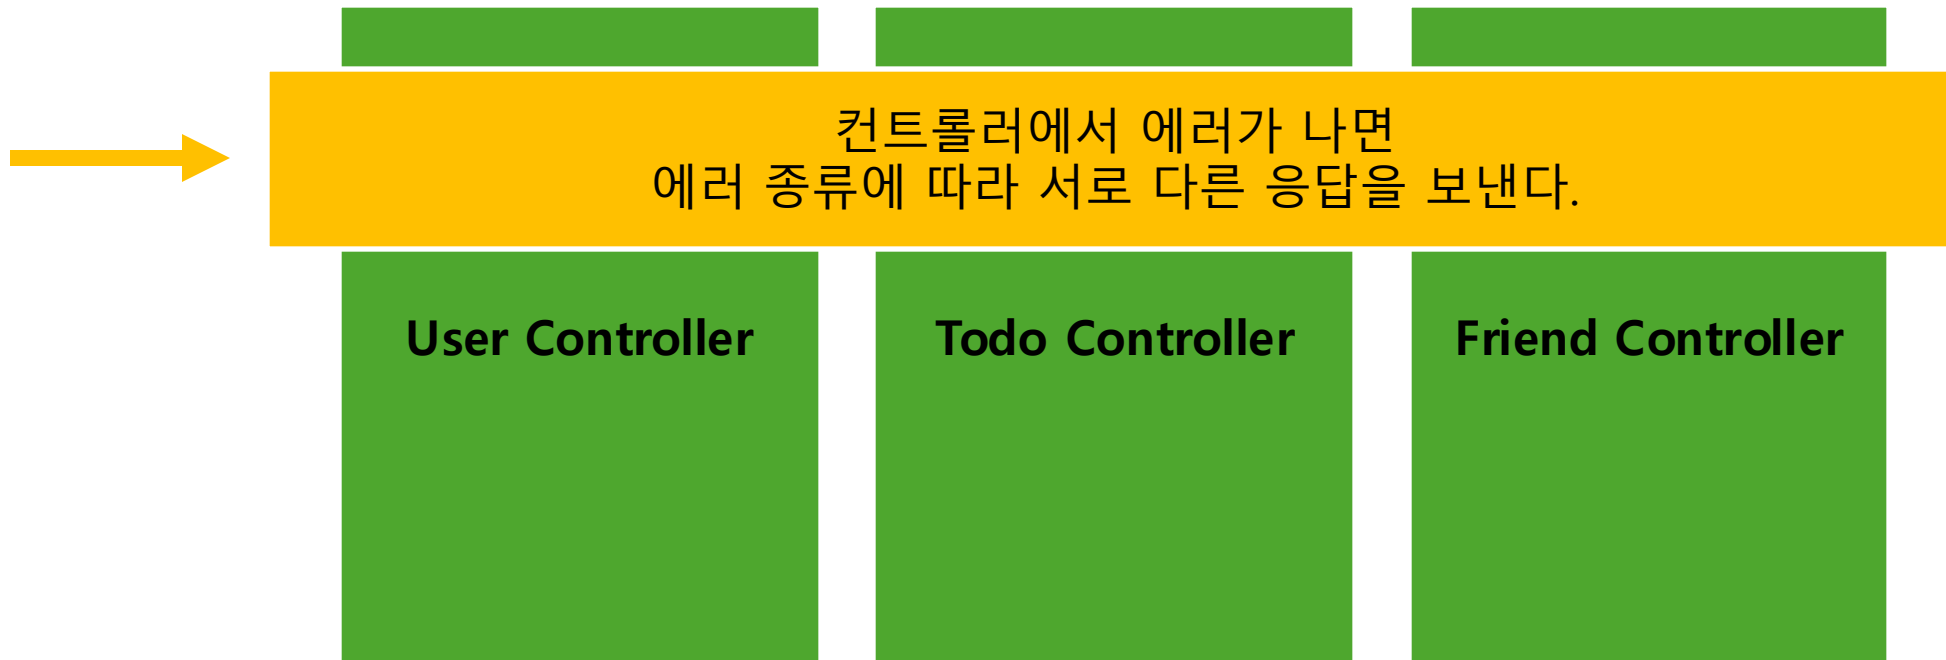 컨트롤러에서 에러가 나면
에러 종류에 따라 서로 다른 응답을 보낸다.
User Controller
Todo Controller
Friend Controller